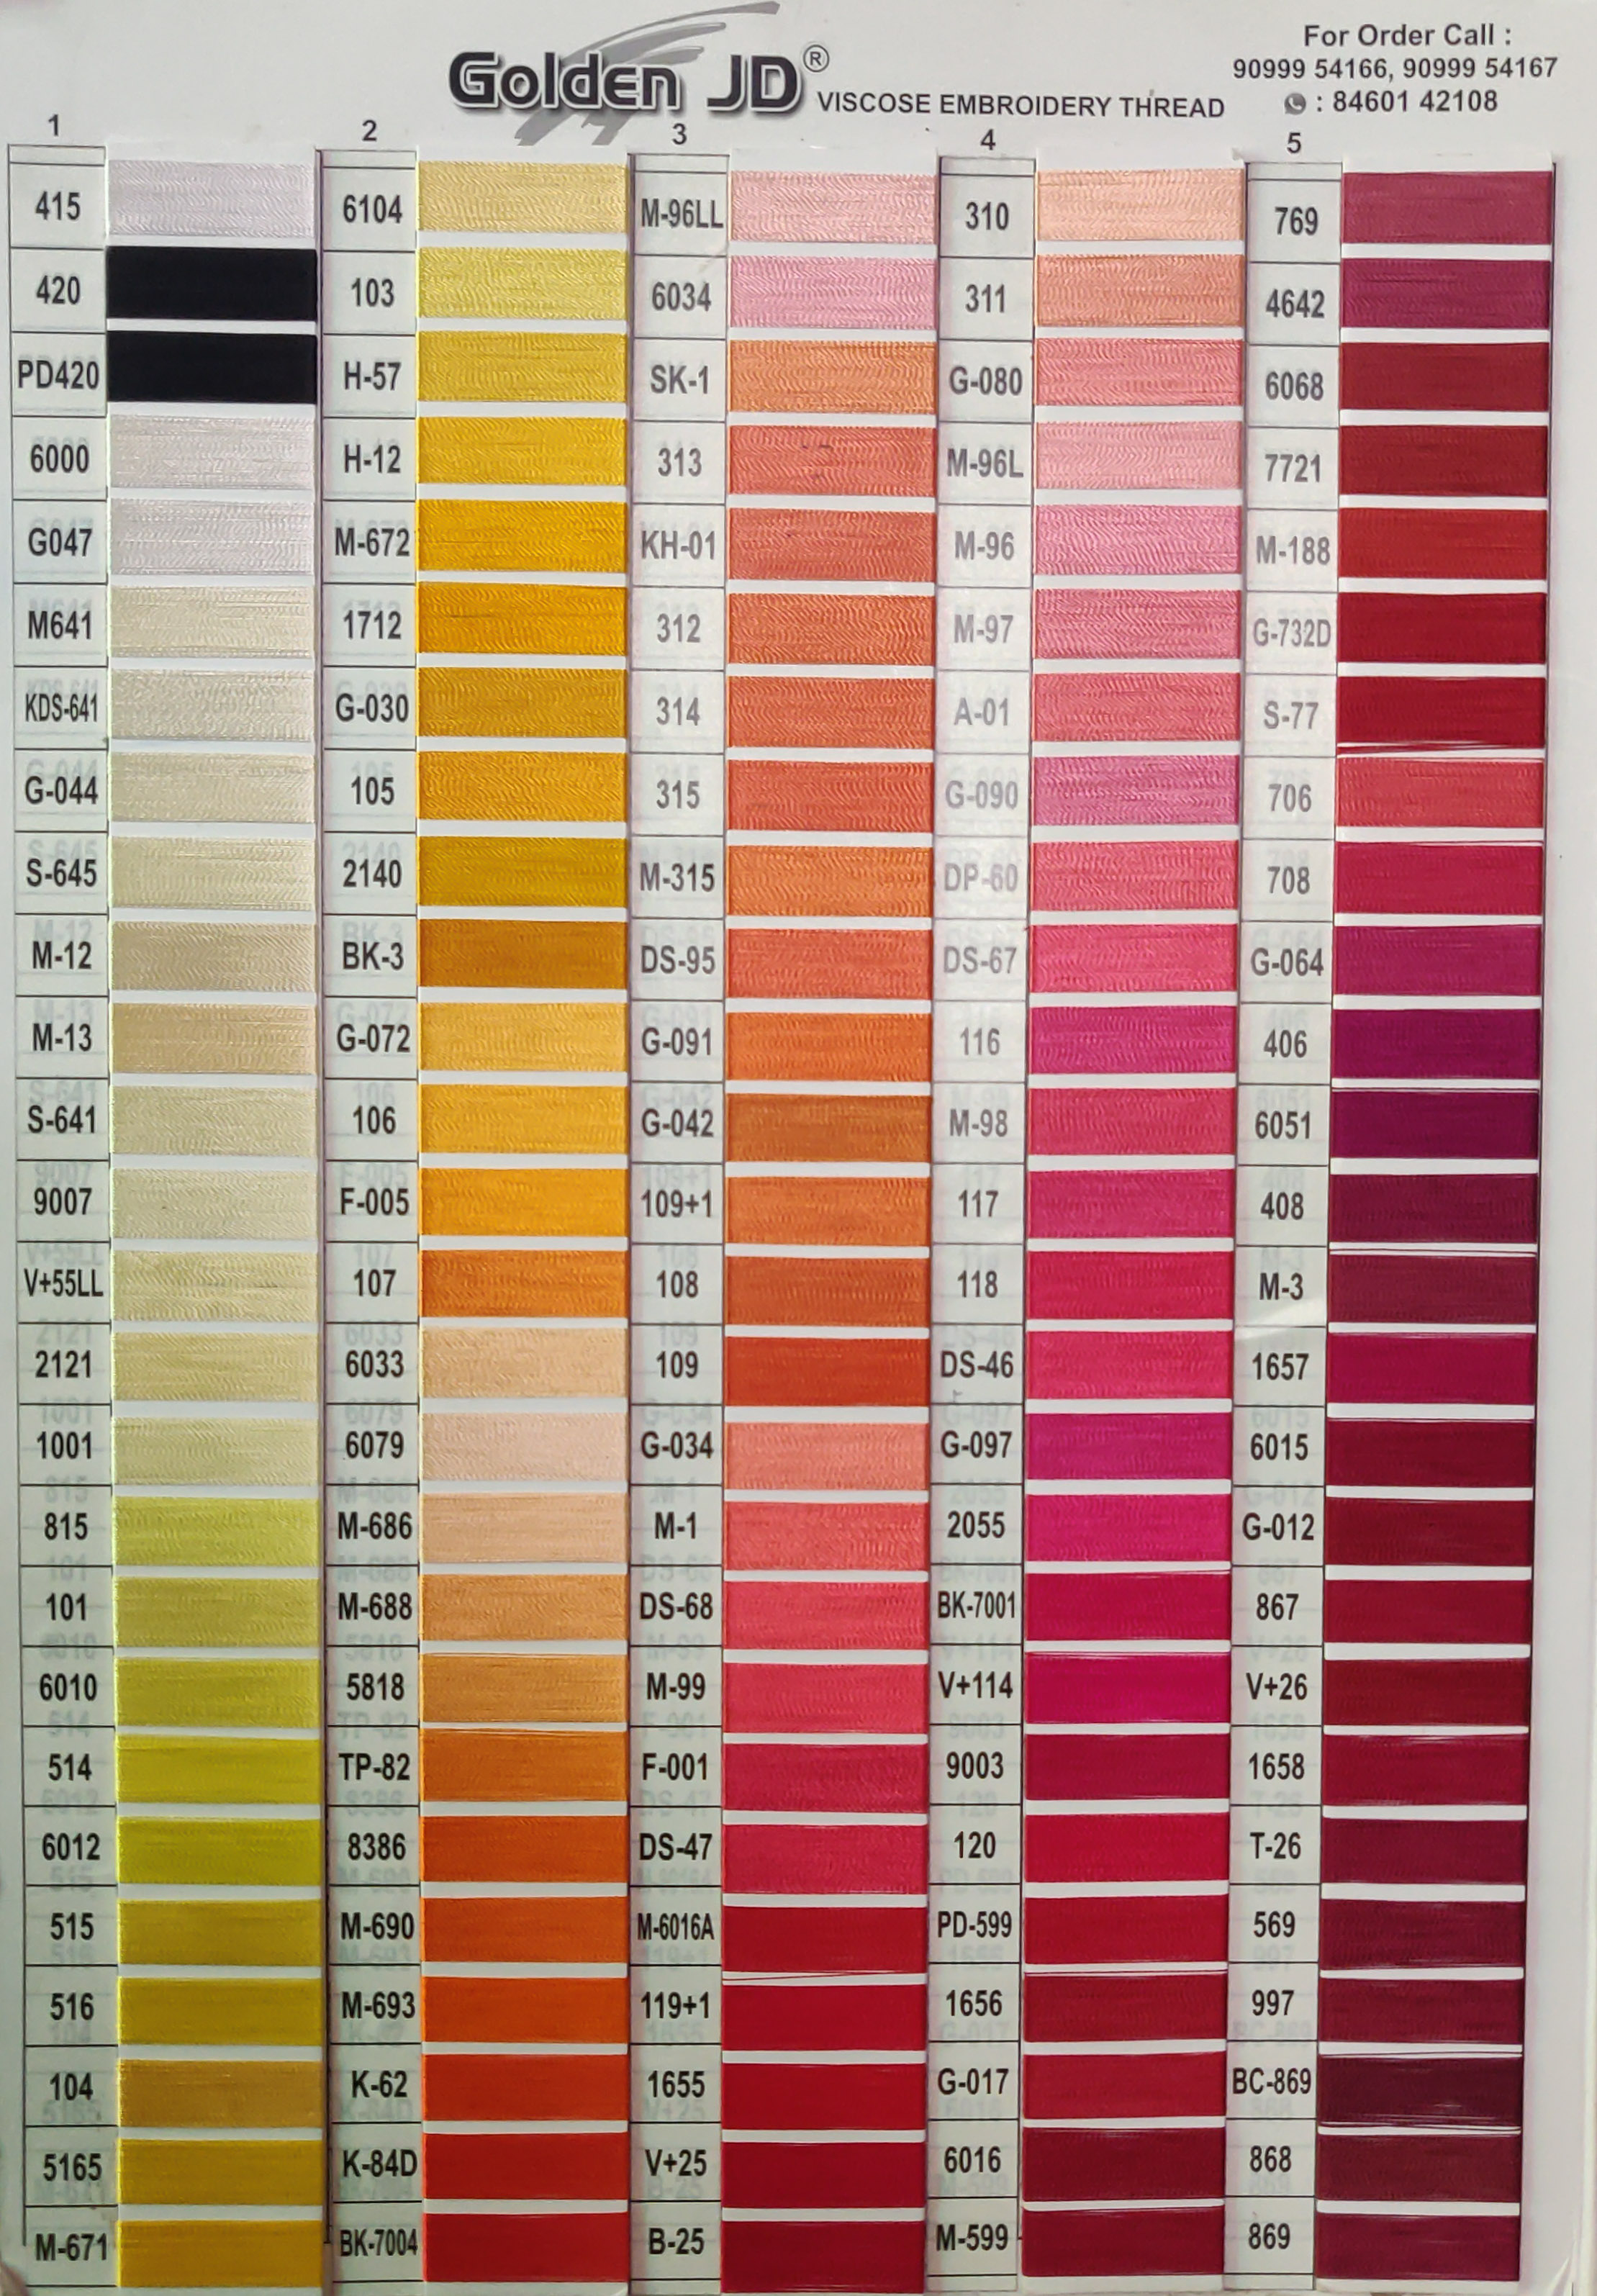 Golden JD®
VISCOSE EMBROIDERY THREAD
For Order Call :
90999 54166, 90999 54167
: 84601 42108
1
415
420
PD420
6000
G047
M641
KDS-641
G-044
S-645
M-12
M-13
S-641
9007
V+55LL
2121
1001
815
101
6010
514
6012
515
516
104
5165
M-671
2
6104
103
H-57
H-12
M-672
1712
G-030
105
2140
BK-3
G-072
106
F-005
107
6033
6079
M-686
M-688
5818
TP-82
8386
M-690
M-693
K-62
K-84D
BK-7004
3
M-96LL
6034
SK-1
313
KH-01
312
314
315
M-315
DS-95
G-091
G-042
109+1
108
109
G-034
M-1
DS-68
M-99
F-001
DS-47
M-6016A
119+1
1655
V+25
B-25
4
310
311
G-080
M-96L
M-96
M-97
A-01
G-090
DP-60
DS-67
116
M-98
117
118
DS-46
G-097
2055
BK-7001
V+114
9003
120
PD-599
1656
G-017
6016
M-599
5
769
4642
6068
7721
M-188
G-732D
S-77
706
708
G-064
406
6051
408
M-3
1657
6015
G-012
867
V+26
1658
T-26
569
997
BC-869
868
869